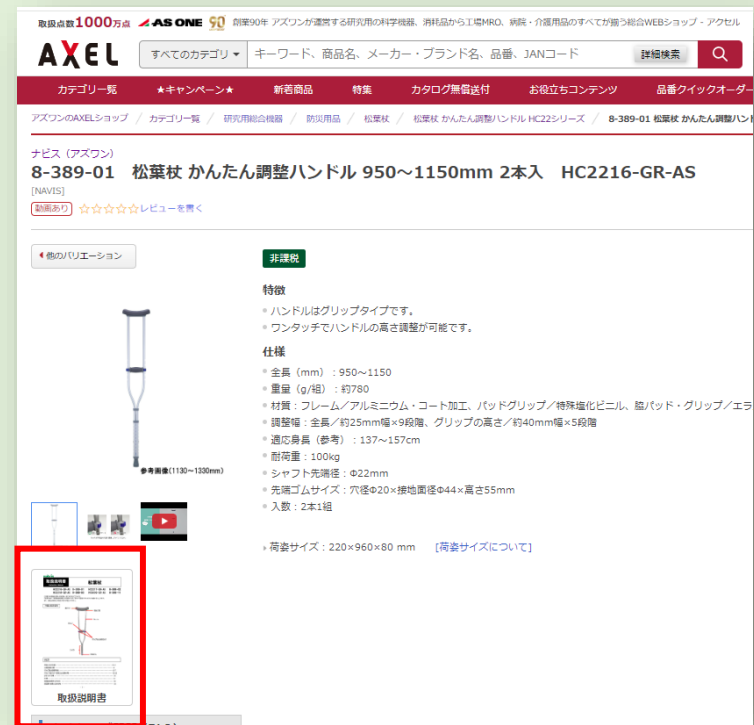 取扱点数1000万点 AS ONE 90 創業90年 アズワンが運営する研究用の科学機器、消耗品から工場MRO、病院・介護用品のすべてが揃う総合WEBショップ - アクセル
AXEL すべてのカテゴリ▼ キーワード、商品名、メーカー・ブランド名、品番、JANコード 詳細検索
カテゴリ一覧 ★キャンペーン★ 新着商品 特集 カタログ無償送付 お役立ちコンテンツ 品番クイックオーダー
アズワンのAXELショップ / カテゴリ一覧 / 研究用総合機器 / 防災用品 / 松葉杖 / 松葉杖 かんたん調整ハンドル HC22シリーズ / 8-389-01 松葉杖 かんたん調整ハン
ナビス（アズワン）
8-389-01 松葉杖 かんたん調整ハンドル 950～1150mm 2本入 HC2216-GR-AS
[NAVIS]
動画あり ☆☆☆☆☆レビューを書く
他のバリエーション
非課税
特徴
ハンドルはグリップタイプです。
ワンタッチでハンドルの高さ調整が可能です。
仕様
全長（mm）：950～1150
重量（g/組）：約780
材質：フレーム／アルミニウム・コート加工、パッドグリップ／特殊塩化ビニール、脇パッド・グリップ／エラ
調整幅：全長／約25mm幅×9段階、グリップの高さ／約40mm幅×5段階
適応身長（参考）：137～157cm
耐荷重：100kg
シャフト先端径：Φ22mm
先端ゴムサイズ：穴径Φ20×接地面径Φ44×高さ55mm
入数：2本1組
参考画像(1130～1330mm)
荷姿サイズ：220×960×80 mm [荷姿サイズについて]
取扱説明書 松葉杖
取扱説明書